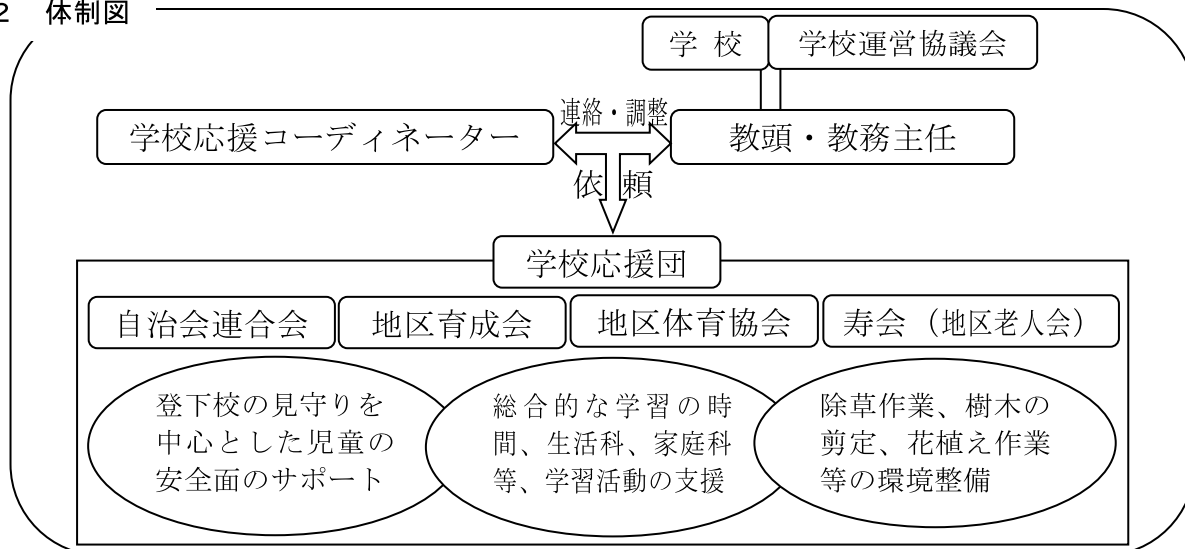 2　体制図
学 校
学校運営協議会
連絡・調整
学校応援コーディネーター
教頭・教務主任
依 頼
学校応援団
自治会連合会
地区育成会
地区体育協会
寿会（地区老人会）
登下校の見守りを
中心とした児童の
安全面のサポート
総合的な学習の時
間、生活科、家庭科
等、学習活動の支援
除草作業、樹木の
剪定、花植え作業
等の環境整備